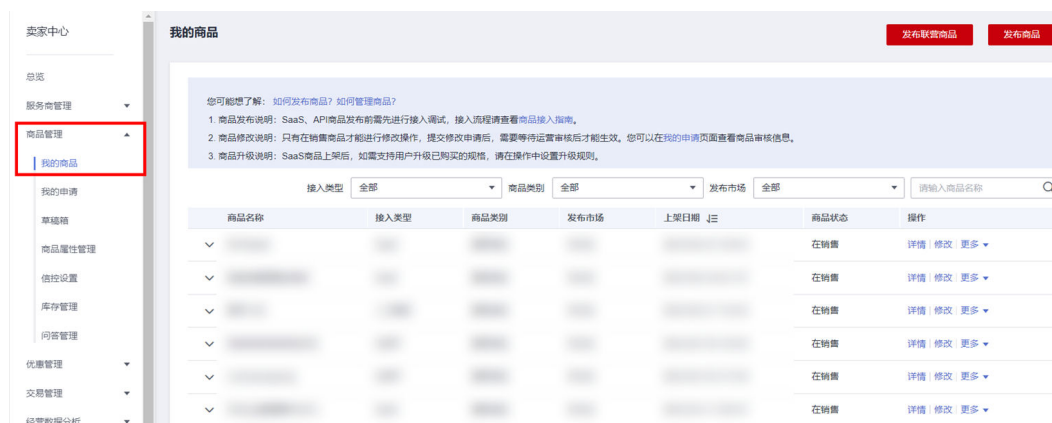 卖家中心
我的商品
发布联营商品
发布商品
总览
服务商管理
商品管理
我的商品
我的申请
草稿箱
商品属性管理
信控设置
库存管理
问答管理
优惠管理
交易管理
经营数据分析
您可能想了解： 如何发布商品？如何管理商品？
1. 商品发布说明：SaaS、API商品发布前需先进行接入调试，接入流程请查看商品接入指南。
2. 商品修改说明：只有在销售商品才能进行修改操作，提交修改申请后，需要等待运营审核后才能生效。您可以在我的申请页面查看商品审核信息。
3. 商品升级说明：SaaS商品上架后，如需支持用户升级已购买的规格，请在操作中设置升级规则。
接入类型 全部 商品类别 全部 发布市场 全部 请输入商品名称
商品名称 接入类型 商品类别 发布市场 上架日期 商品状态 操作
在销售 详情 修改 更多
在销售 详情 修改 更多
在销售 详情 修改 更多
在销售 详情 修改 更多
在销售 详情 修改 更多
在销售 详情 修改 更多